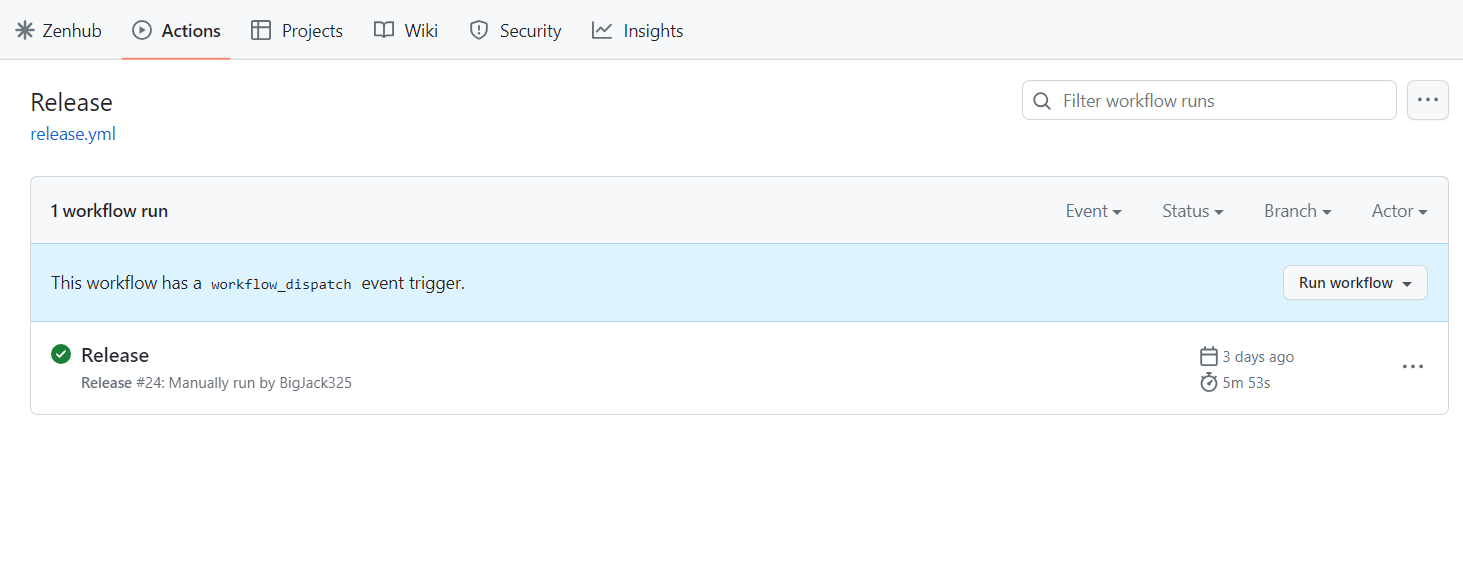 Zenhub Actions Projects Wiki Security Insights
Release
Filter workflow runs
release.yml
1 workflow run Event Status Branch Actor
This workflow has a workflow_dispatch event trigger. Run workflow
Release 3 days ago
Release #24: Manually run by BigJack325 5m 53s